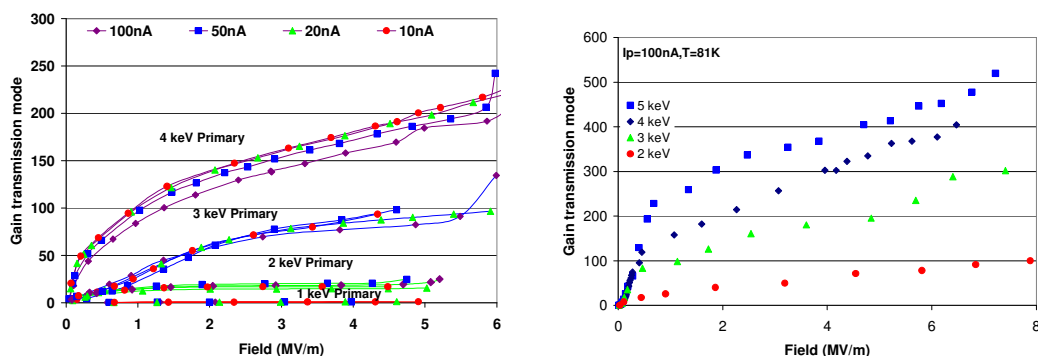 300
250
200
150
100
50
0
Gain transmission mode
100nA 50nA 20nA 10nA
4 keV Primary
3 keV Primary
2 keV Primary
1 keV Primary
0 1 2 3 4 5 6
Field (MV/m)
600
500
400
300
200
100
0
Gain transmission mode
Ip=100nA,T=81K
5 keV
4 keV
3 keV
2 keV
0 2 4 6 8
Field (MV/m)